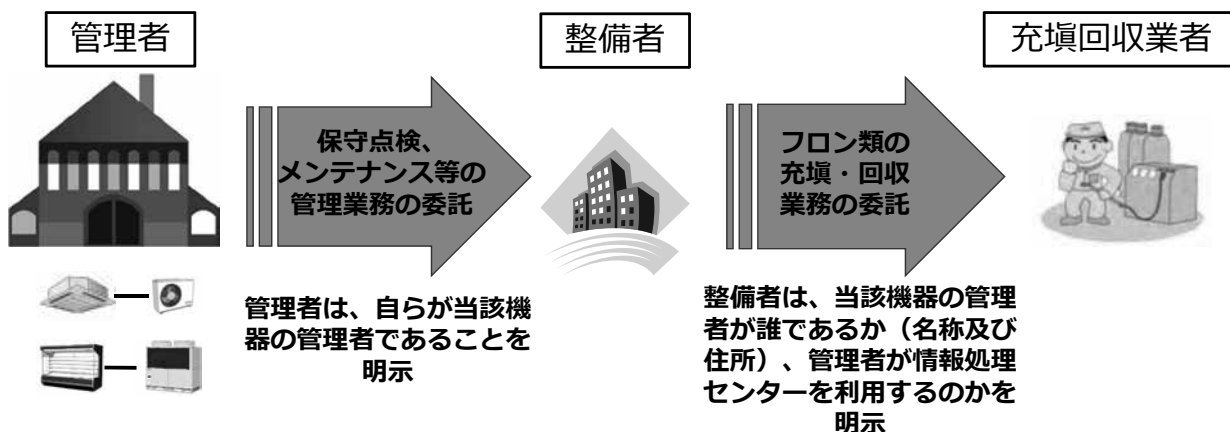 管理者
整備者
充塡回収業者
保守点検、
メンテナンス等の
管理業務の委託
フロン類の
充塡・回収
業務の委託
管理者は、自らが当該機
器の管理者であることを
明示
整備者は、当該機器の管理
者が誰であるか（名称及び
住所）、管理者が情報処理
センターを利用するのかを
明示